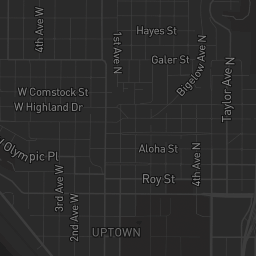 4th Ave W
1st Ave N
Hayes St
Galer St
Bigelow Ave N
Taylor Ave N
W Comstock St
W Highland Dr
Olympic Pl
Aloha St
4th Ave N
3rd Ave W
Roy St
2nd Ave W
UPTOWN